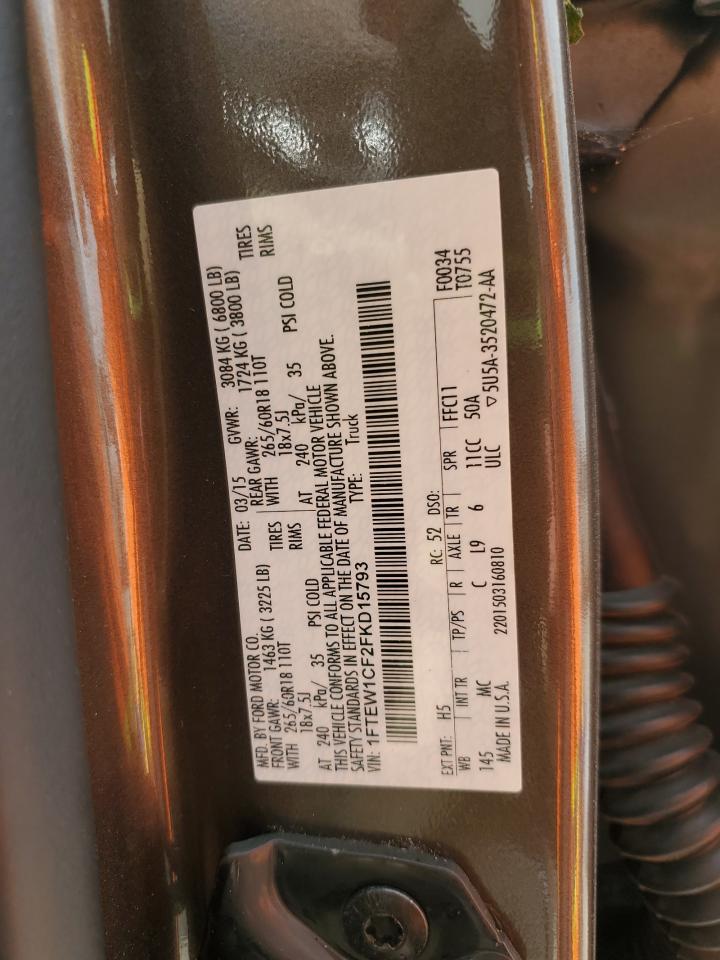 MFD. BY FORD MOTOR CO. DATE: 03/15 GVWR: 3084 KG ( 6800 LB)
FRONT GAWR: 1463 KG ( 3225 LB) REAR GAWR: 1724 KG ( 3800 LB)
WITH 265/60R18 110T TIRES WITH 265/60R18 110T TIRES
18x7.5J RIMS 18x7.5J RIMS
AT 240 kPa/ 35 PSI COLD AT 240 kPa/ 35 PSI COLD
THIS VEHICLE CONFORMS TO ALL APPLICABLE FEDERAL MOTOR VEHICLE
SAFETY STANDARDS IN EFFECT ON THE DATE OF MANUFACTURE SHOWN ABOVE.
VIN: 1FTEW1CF2FKD15793 TYPE: Truck
EXT PNT: H5 RC: 52 DSO: F0034
WB INT TR TP/PS R AXLE TR SPR FFC11 T0755
145 MC C L9 6 11CC 50A
MADE IN U.S.A. 2201503160810 ULC ▽5U5A-3520472-AA